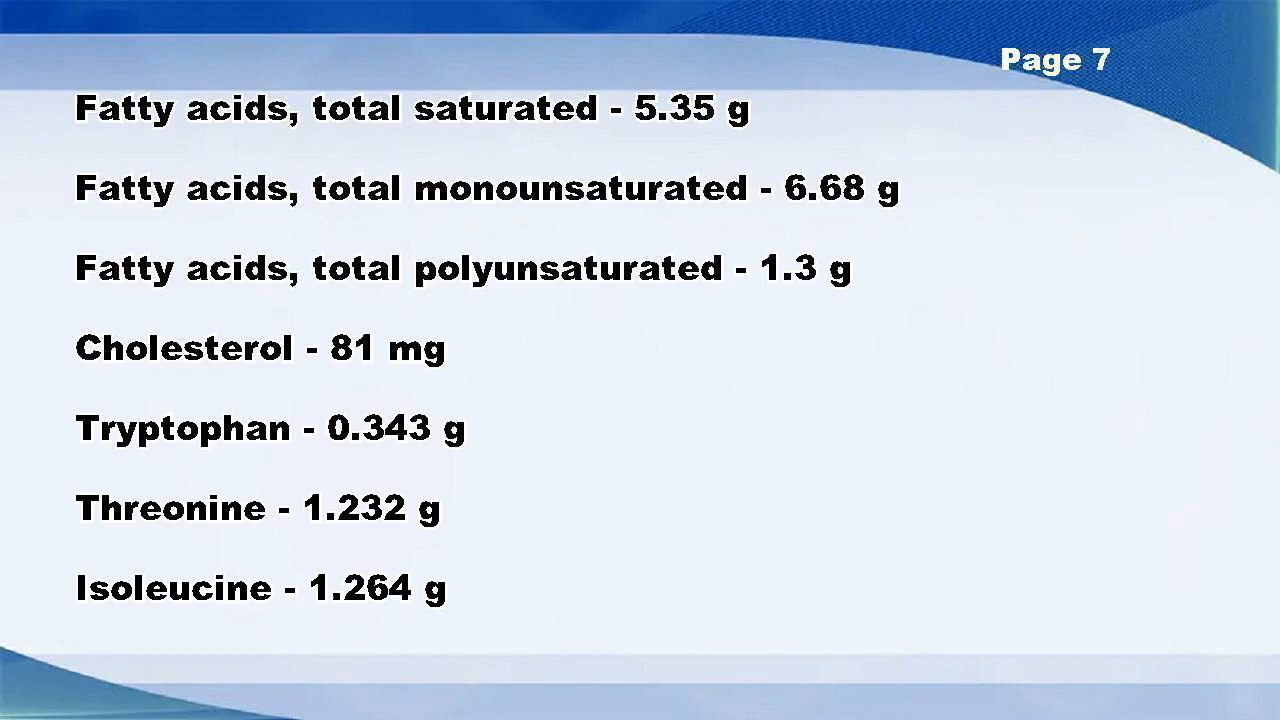 Page 7
Fatty acids, total saturated - 5.35 g
Fatty acids, total monounsaturated - 6.68 g
Fatty acids, total polyunsaturated - 1.3 g
Cholesterol - 81 mg
Tryptophan - 0.343 g
Threonine - 1.232 g
Isoleucine - 1.264 g